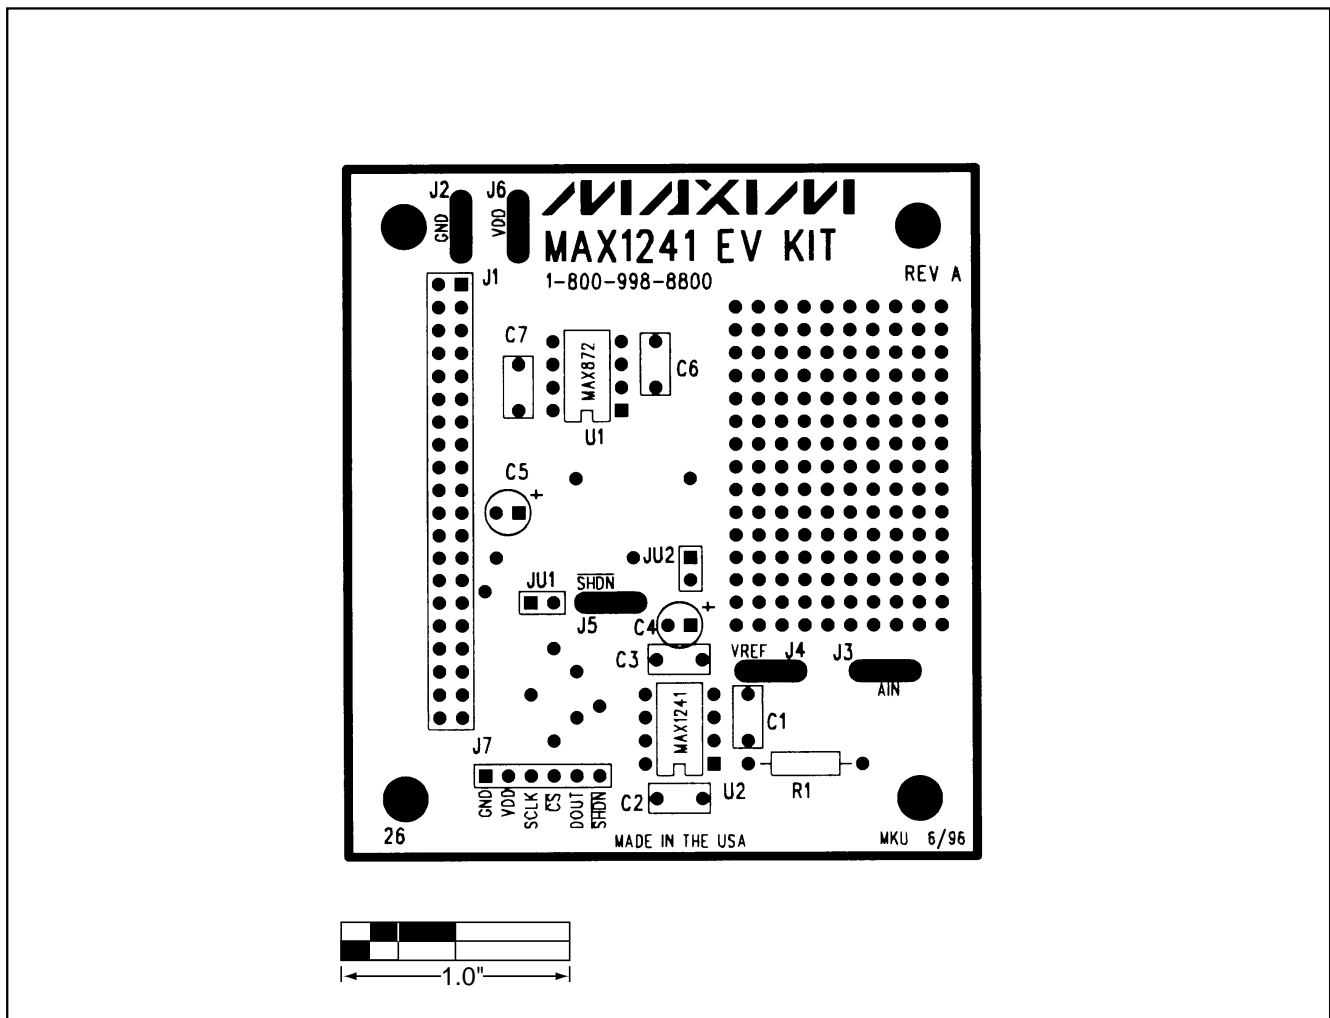 J2
J6
GND
VDD
MAXIM
MAX1241 EV KIT
1-800-998-8800
REV A
J1
C7
MAX872
C6
U1
C5
+
JU2
JU1
SHDN
J5
C4
+
C3
VREF
J4
J3
AIN
MAX1241
C1
J7
U2
R1
C2
GND
VDD
SCLK
CS
DOUT
SHDN
26
MADE IN THE USA
MKU 6/96
1.0"